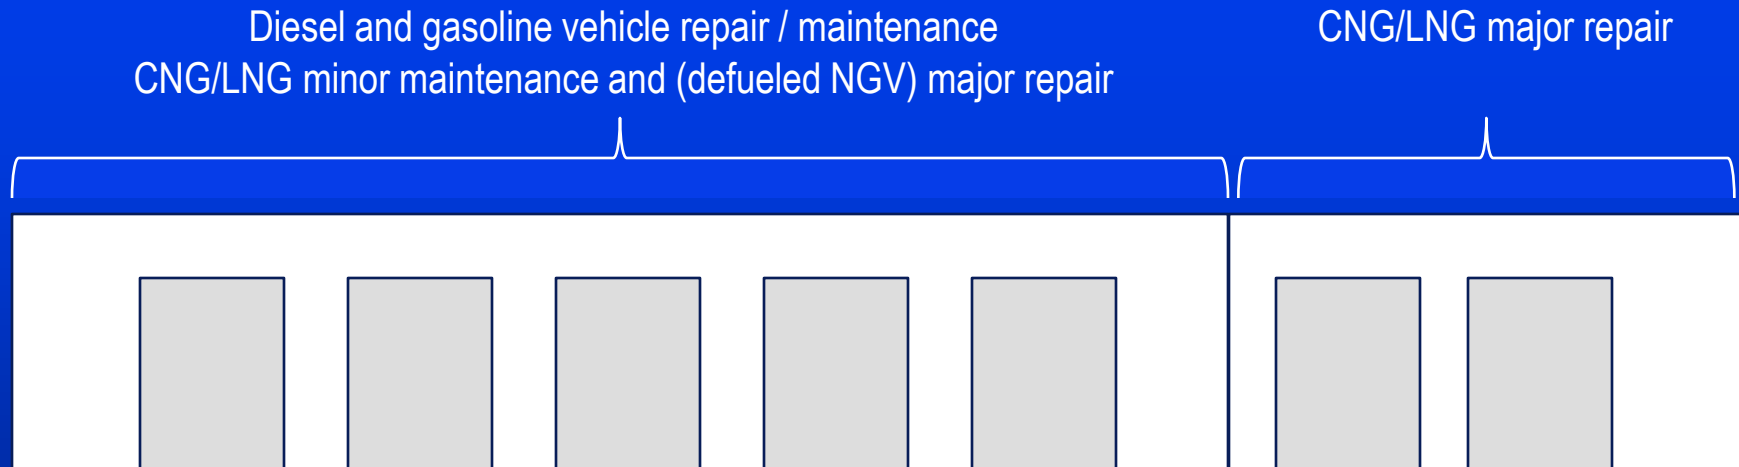 Diesel and gasoline vehicle repair / maintenance
CNG/LNG minor maintenance and (defueled NGV) major repair
CNG/LNG major repair